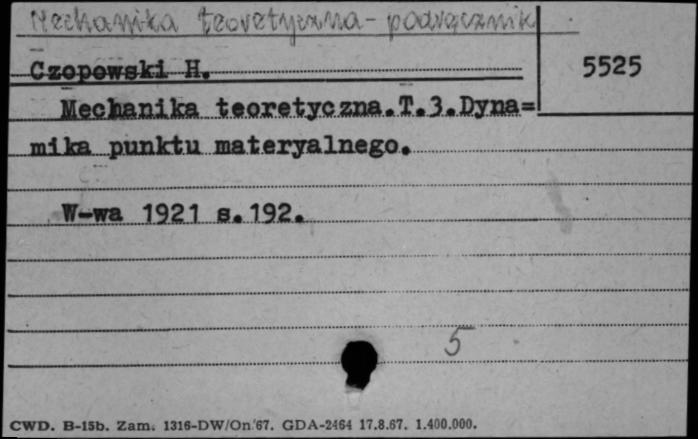 Mechanika teoretyczna - podręcznik
Czopowski H.
5525
Mechanika teoretyczna.T.3.Dyna=
mika punktu materyalnego.
W-wa 1921 s.192.
5
CWD. B-15b. Zam. 1316-DW/On.'67. GDA-2464 17.8.67. 1.400.000.